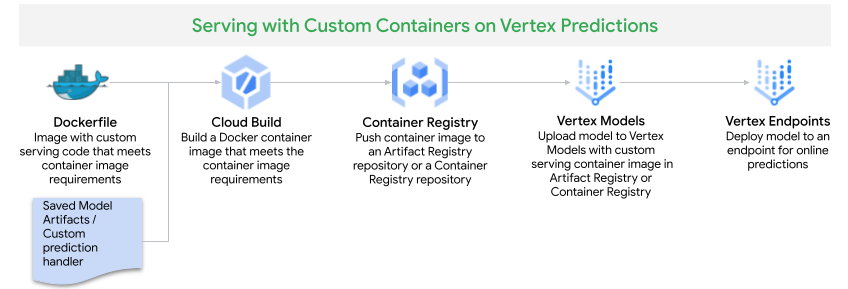 Serving with Custom Containers on Vertex Predictions
Dockerfile
Image with custom
serving code that meets
container image
requirements
Saved Model
Artifacts /
Custom
prediction
handler
Cloud Build
Build a Docker container
image that meets the
container image
requirements
Container Registry
Push container image to
an Artifact Registry
repository or a Container
Registry repository
Vertex Models
Upload model to Vertex
Models with custom
serving container image in
Artifact Registry or
Container Registry
Vertex Endpoints
Deploy model to an
endpoint for online
predictions